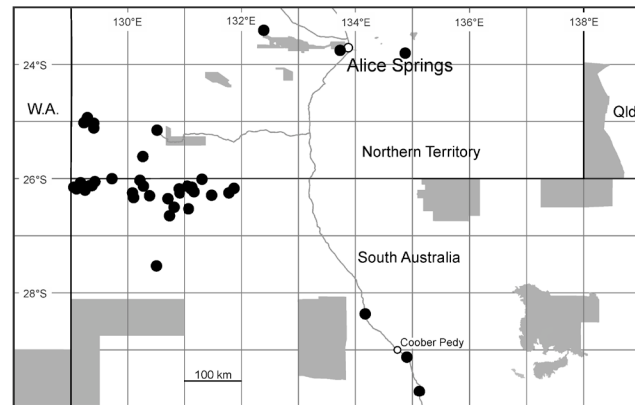 130°E 132°E 134°E 136°E 138°E
24°S
Alice Springs
W.A.
Qld
Northern Territory
26°S
South Australia
28°S
Coober Pedy
100 km